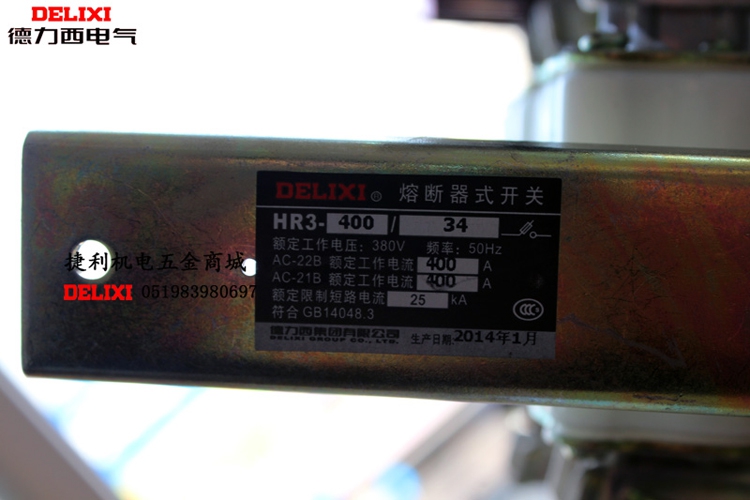 DELIXI
德力西电气
DELIXI® 熔断器式开关
HR3-400/34
额定工作电压: 380V 频率: 50Hz
AC-22B 额定工作电流 400 A
AC-21B 额定工作电流 400 A
额定限制短路电流 25 kA
符合 GB14048.3
德力西集团有限公司 生产日期: 2014年1月
DELIXI GROUP CO., LTD.
捷利机电五金商城
DELIXI 051983980697